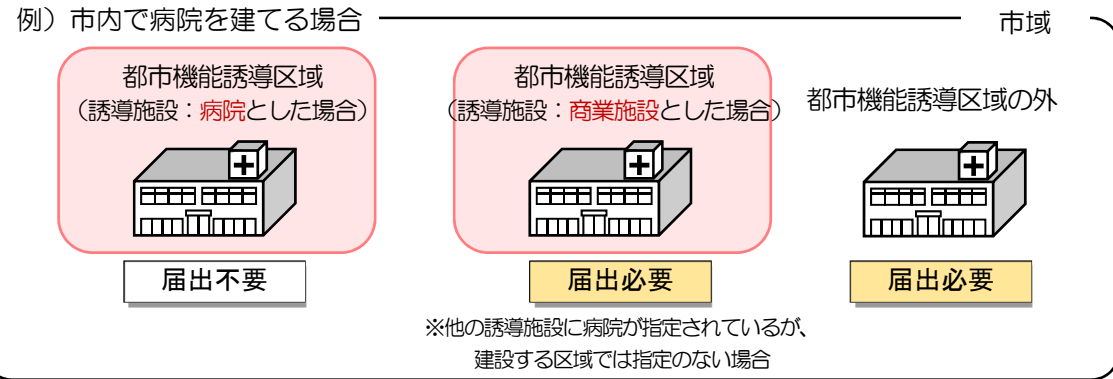 例）市内で病院を建てる場合
市域
都市機能誘導区域
（誘導施設：病院とした場合）
届出不要
都市機能誘導区域
（誘導施設：商業施設とした場合）
届出必要
※他の誘導施設に病院が指定されているが、
建設する区域では指定のない場合
都市機能誘導区域の外
届出必要